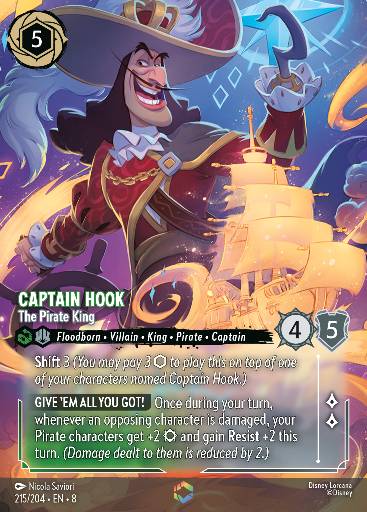 5
CAPTAIN HOOK
The Pirate King
4
5
Floodborn • Villain • King • Pirate • Captain
Shift 3 (You may pay 3 to play this on top of one
of your characters named Captain Hook.)
GIVE 'EM ALL YOU GOT! Once during your turn,
whenever an opposing character is damaged, your
Pirate characters get +2 and gain Resist +2 this
turn. (Damage dealt to them is reduced by 2.)
Nicola Saviori
215/204 • EN • 8
Disney Lorcana
©Disney